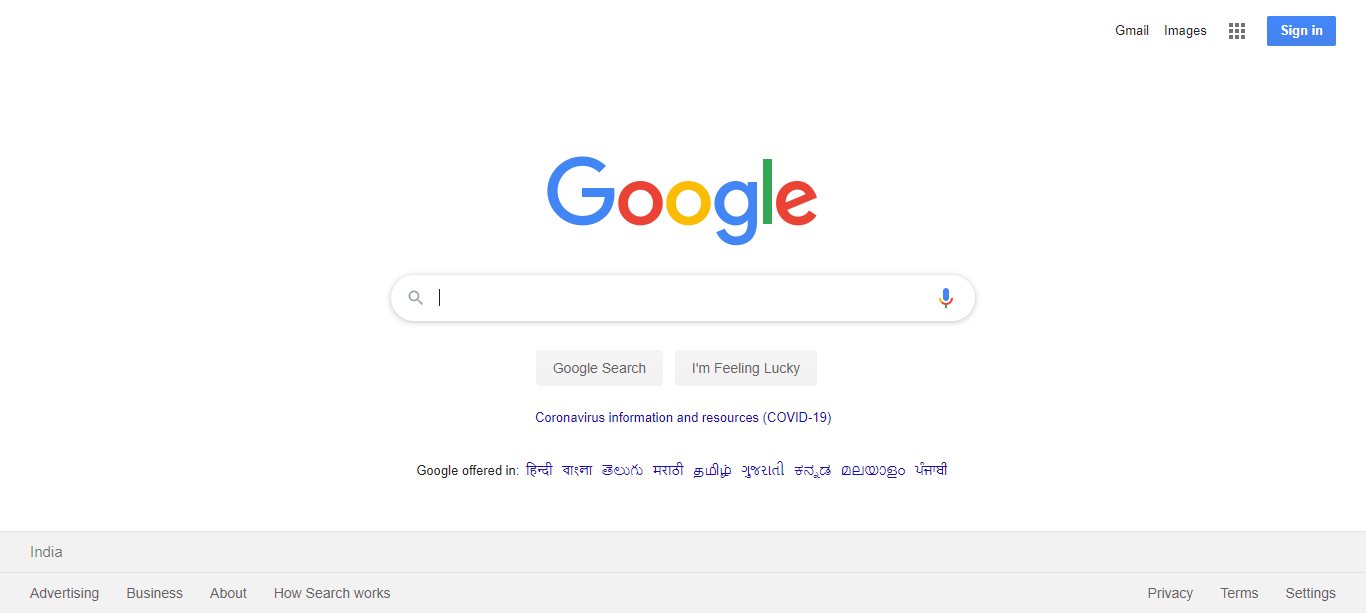 Gmail Images Sign in
Google
Google Search I'm Feeling Lucky
Coronavirus information and resources (COVID-19)
Google offered in: हिन्दी বাংলা తెలుగు मराठी தமிழ் ગુજરાતી ಕನ್ನಡ മലയാളം ਪੰਜਾਬੀ
India
Advertising Business About How Search works Privacy Terms Settings